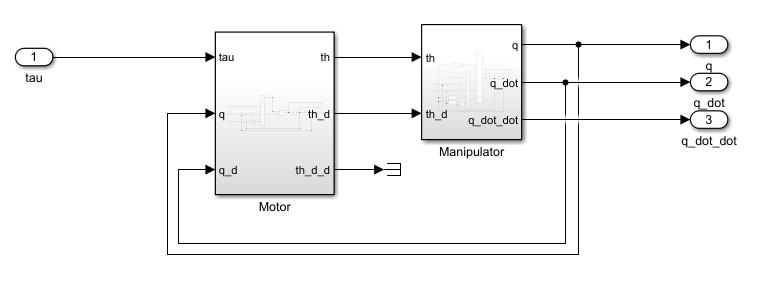 1
tau
tau
q
q_d
th
th_d
th_d_d
Motor
th
th_d
q
q_dot
q_dot_dot
Manipulator
1
q
2
q_dot
3
q_dot_dot